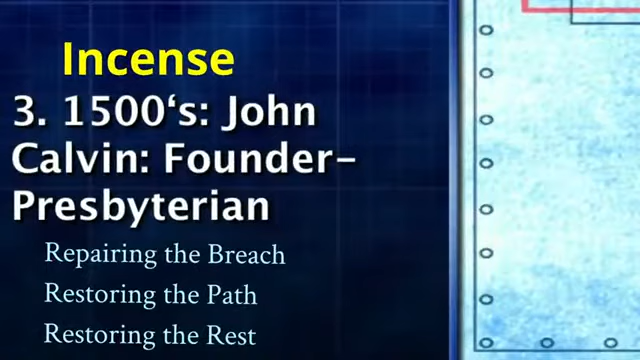 Incense
3. 1500‘s: John
Calvin: Founder–
Presbyterian
Repairing the Breach
Restoring the Path
Restoring the Rest